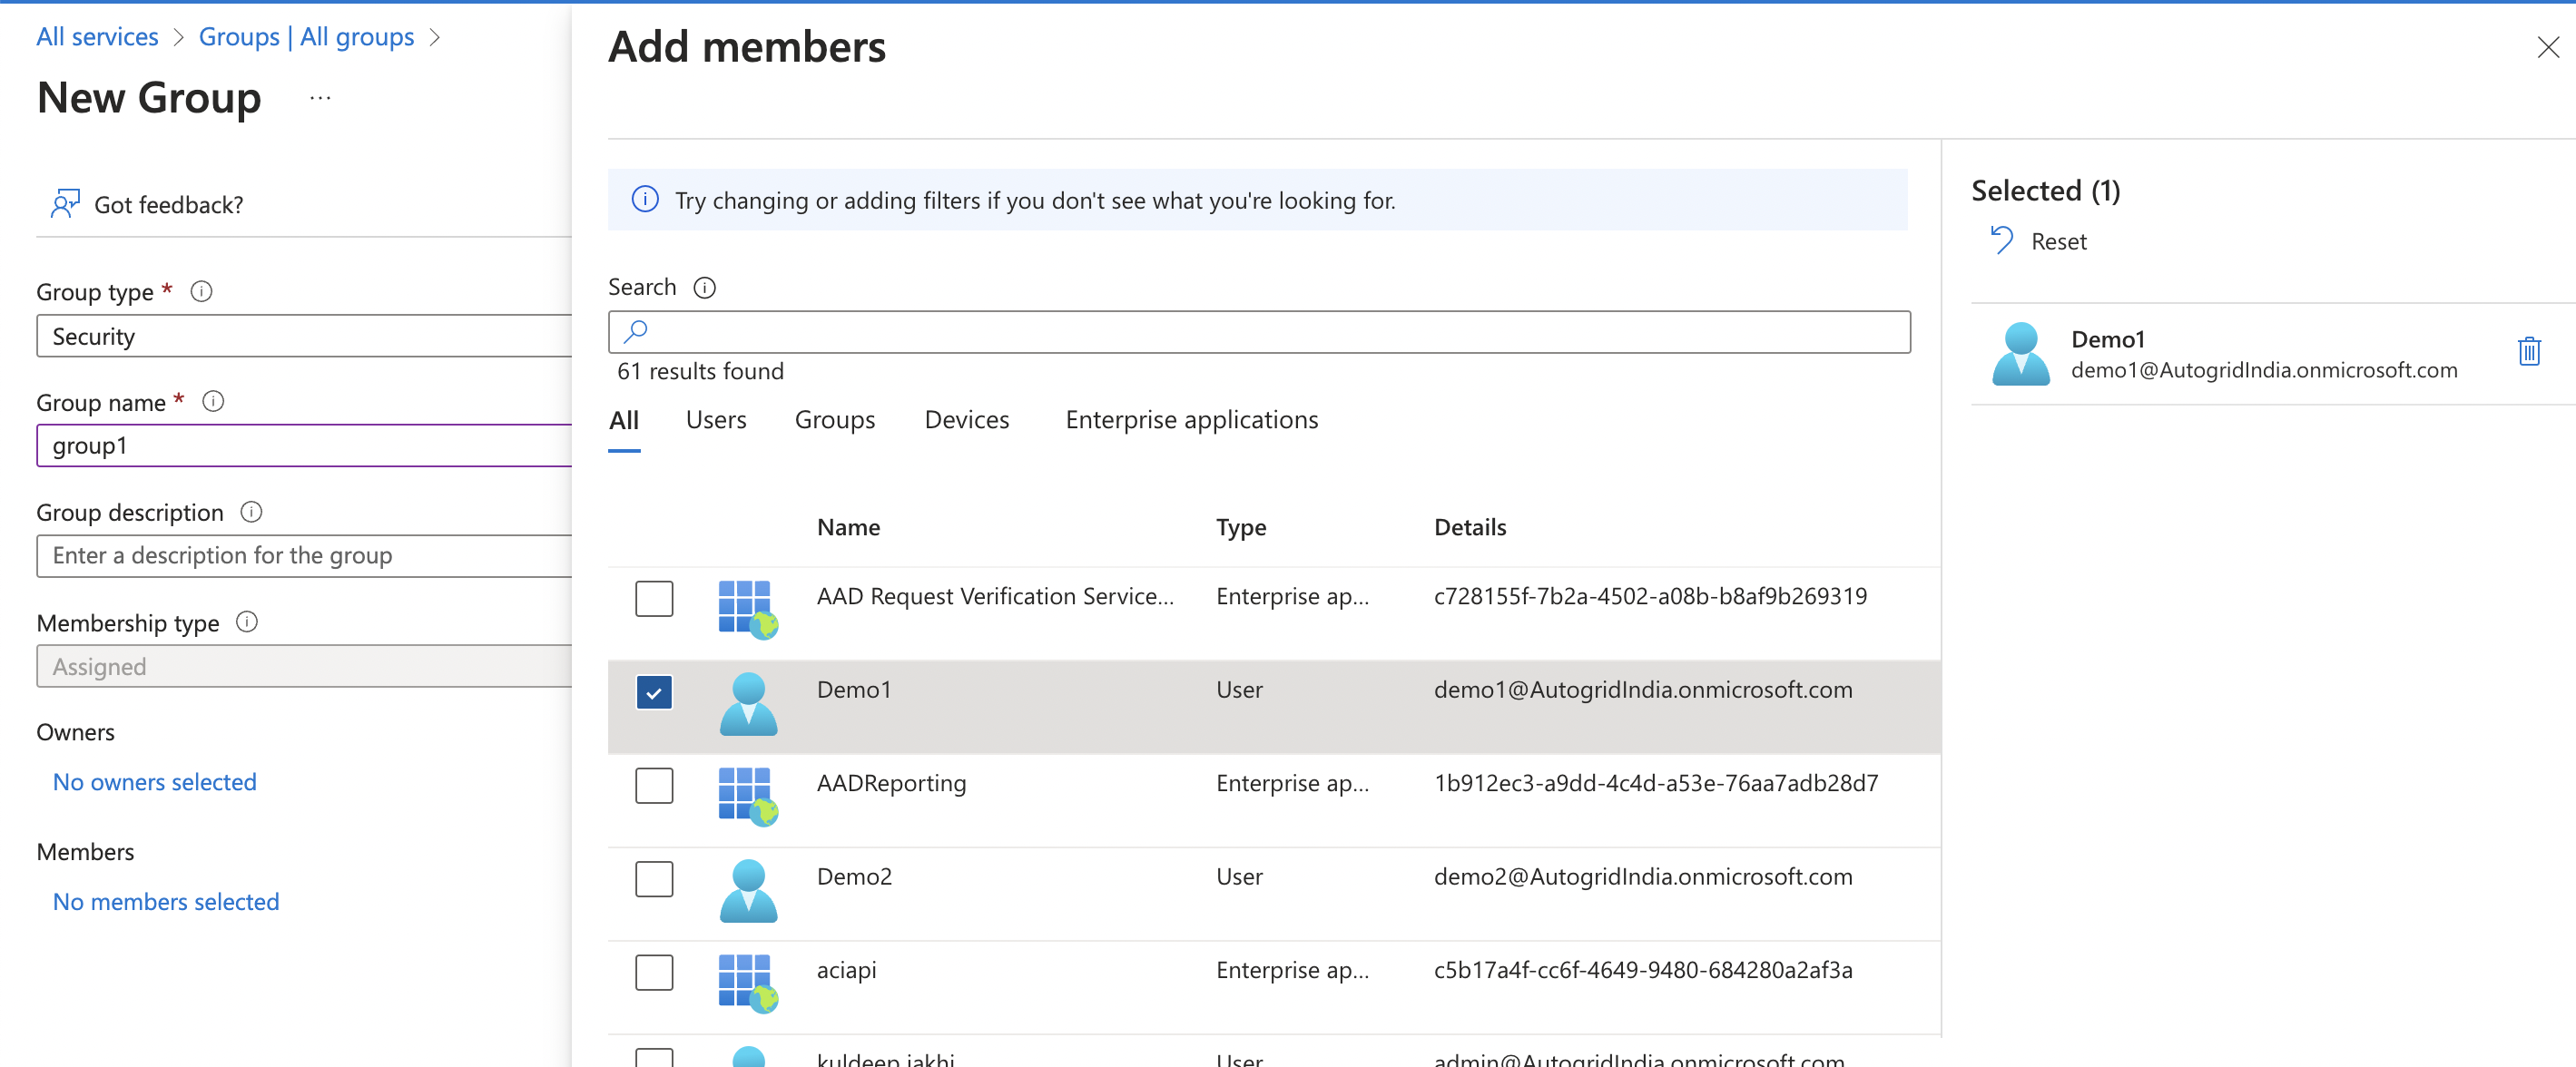 All services > Groups | All groups >
New Group ...
Got feedback?
Group type *
Security
Group name *
group1
Group description
Enter a description for the group
Membership type
Assigned
Owners
No owners selected
Members
No members selected
Add members
Try changing or adding filters if you don't see what you're looking for.
Search
61 results found
All Users Groups Devices Enterprise applications
Name Type Details
AAD Request Verification Service... Enterprise ap... c728155f-7b2a-4502-a08b-b8af9b269319
Demo1 User demo1@AutogridIndia.onmicrosoft.com
AADReporting Enterprise ap... 1b912ec3-a9dd-4c4d-a53e-76aa7adb28d7
Demo2 User demo2@AutogridIndia.onmicrosoft.com
aciapi Enterprise ap... c5b17a4f-cc6f-4649-9480-684280a2af3a
kuldeep jakhi User admin@AutogridIndia.onmicrosoft.com
Selected (1)
Reset
Demo1
demo1@AutogridIndia.onmicrosoft.com